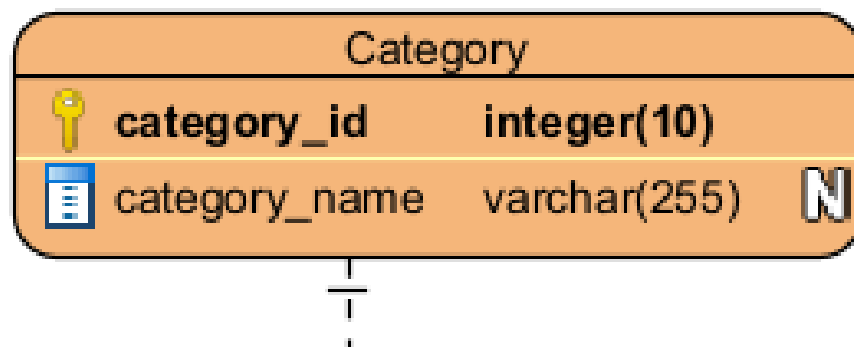 Category
category_id integer(10)
category_name varchar(255) N